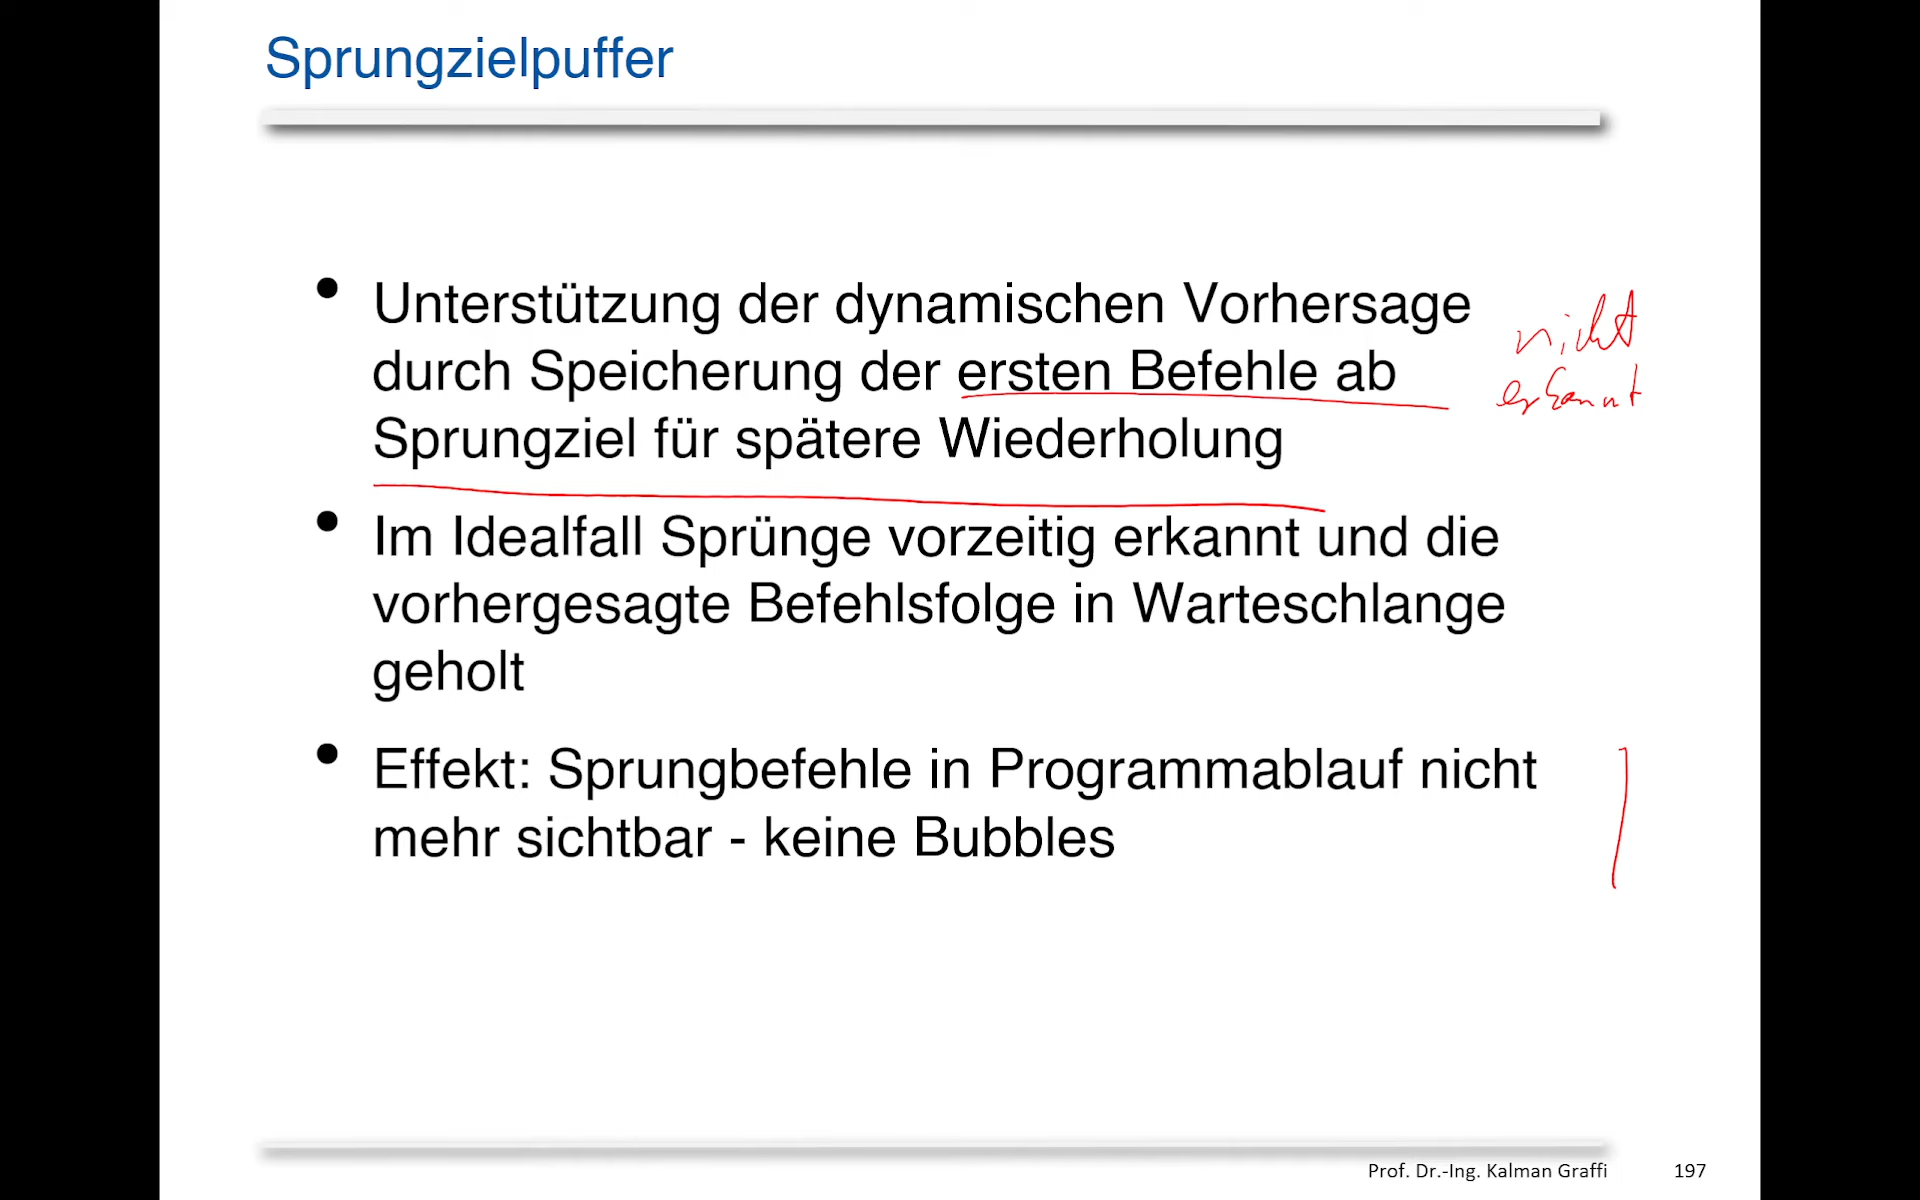 Sprungzielpuffer
• Unterstützung der dynamischen Vorhersage
durch Speicherung der ersten Befehle ab
Sprungziel für spätere Wiederholung
nicht
erkannt
• Im Idealfall Sprünge vorzeitig erkannt und die
vorhergesagte Befehlsfolge in Warteschlange
geholt
• Effekt: Sprungbefehle in Programmablauf nicht
mehr sichtbar - keine Bubbles
Prof. Dr.-Ing. Kalman Graffi 197